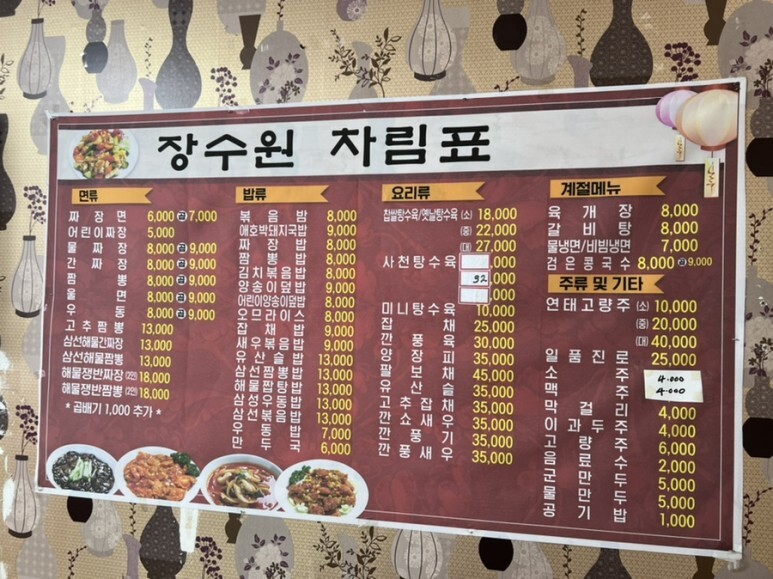 장수원 차림표
면류
짜장면 6,000 곱 7,000
어린이짜장 5,000
물짜장 8,000 곱 9,000
간짜장 8,000 곱 9,000
짬뽕 8,000 곱 9,000
울면 8,000 곱 9,000
우동 8,000 곱 9,000
고추짬뽕 13,000
삼선해물간짜장 13,000
삼선해물짬뽕 13,000
해물쟁반짜장 (2인) 18,000
해물쟁반짬뽕 (2인) 18,000
* 곱배기 1,000 추가 *
밥류
볶음밥 8,000
애호박돼지국밥 9,000
짜장밥 8,000
짬뽕밥 8,000
김치볶음밥 8,000
양송이덮밥 9,000
어린이양송이덮밥 8,000
오므라이스 8,000
잡채밥 9,000
새우볶음밥 9,000
유산슬밥 13,000
삼선짬뽕밥 13,000
해물잡탕밥 13,000
삼성우볶음밥 13,000
삼선우동 13,000
우동 7,000
만두국 6,000
요리류
찹쌀탕수육/옛날탕수육 (소) 18,000
(중) 22,000
(대) 27,000
사천탕수육 ,000
32
,000
미니탕수육 10,000
잡채 25,000
깐풍육 30,000
양장피 35,000
팔보채 45,000
유산슬 35,000
고추잡채 35,000
깐쇼새우 35,000
깐풍기 35,000
깐풍새우 35,000
계절메뉴
육개장 8,000
갈비탕 8,000
물냉면/비빔냉면 7,000
검은콩국수 8,000 곱 9,000
주류 및 기타
연태고량주 (소) 10,000
(중) 20,000
(대) 40,000
일품진로 25,000
소주 4.000
맥주 4.000
막걸리 4,000
이과두주 4,000
고량주 6,000
음료수 2,000
군만두 5,000
물만두 5,000
공기밥 1,000